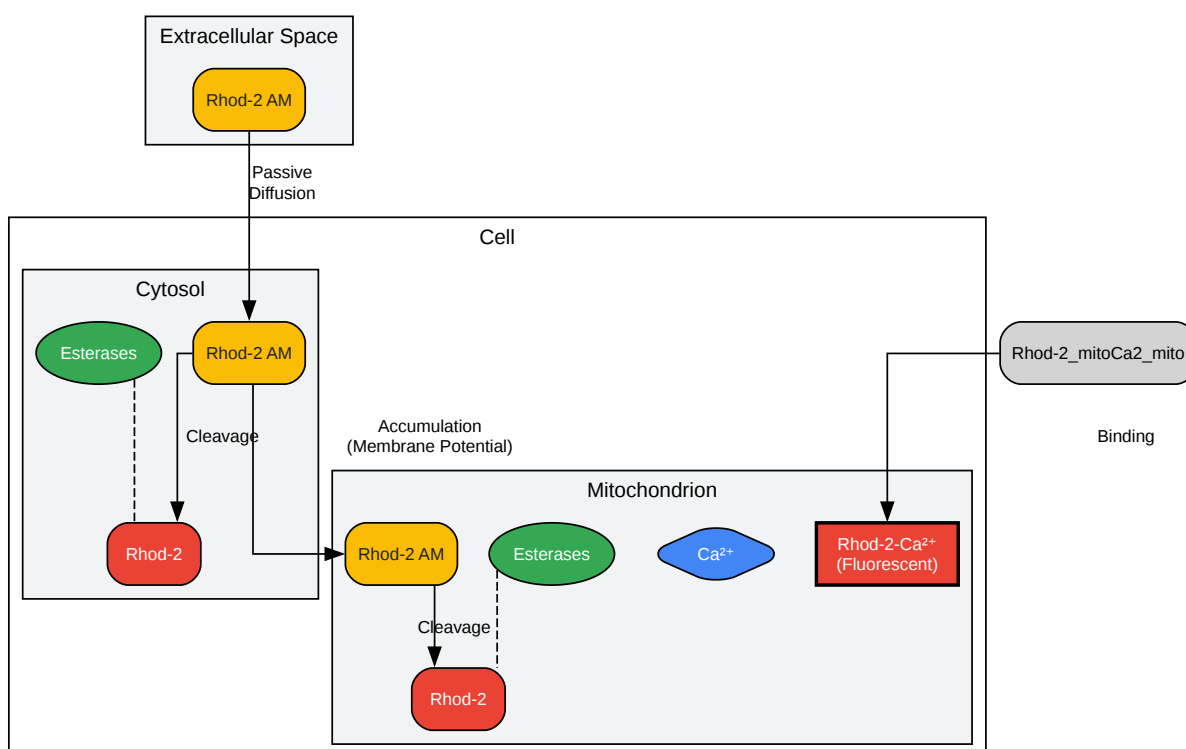 Extracellular Space
Rhod-2 AM
Passive
Diffusion
Cell
Cytosol
Esterases
Rhod-2 AM
Rhod-2_mitoCa2_mito
Cleavage
Accumulation
(Membrane Potential)
Binding
Mitochondrion
Rhod-2
Rhod-2 AM
Esterases
Ca²⁺
Rhod-2-Ca²⁺
(Fluorescent)
Cleavage
Rhod-2